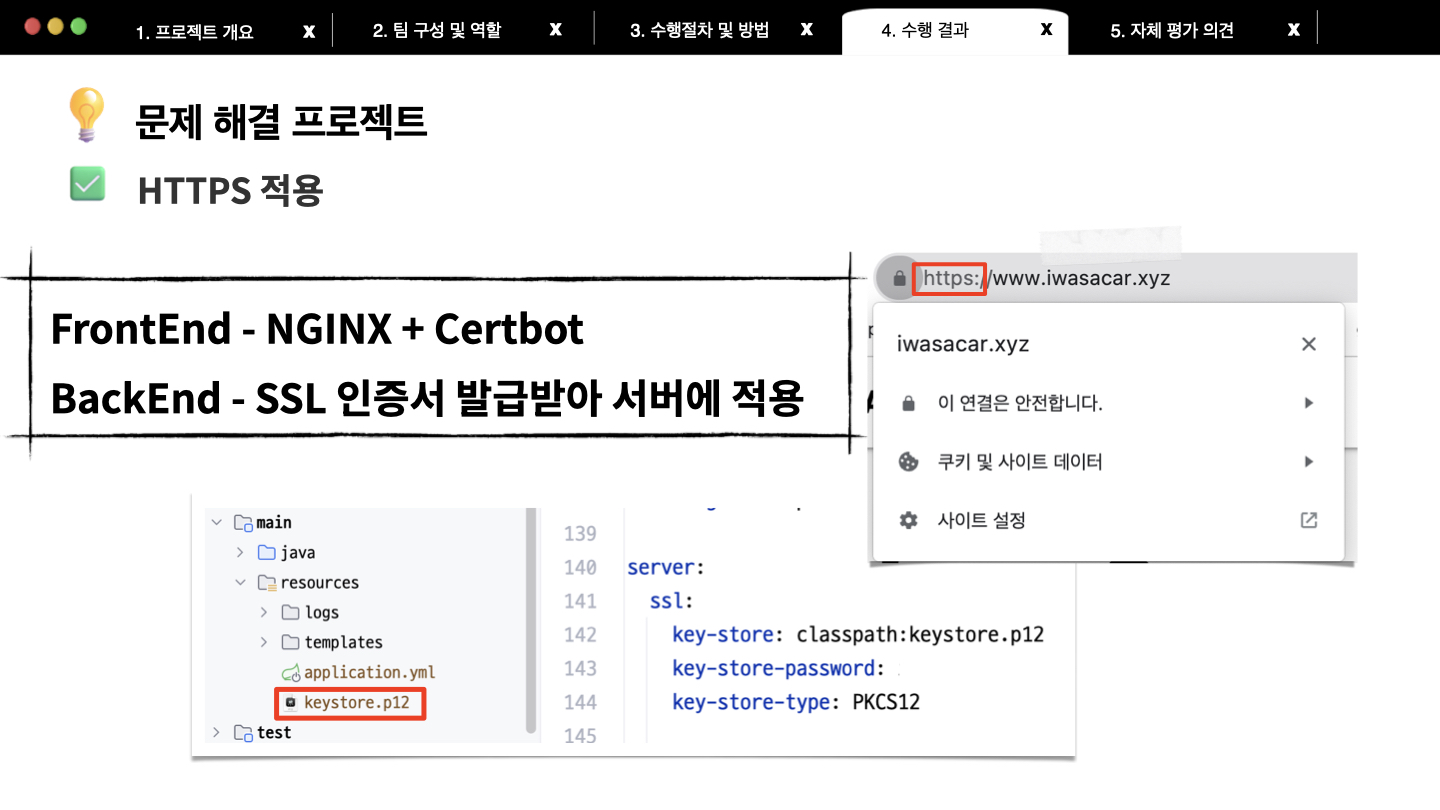 1. 프로젝트 개요 X 2. 팀 구성 및 역할 X 3. 수행절차 및 방법 X 4. 수행 결과 X 5. 자체 평가 의견 X
문제 해결 프로젝트
HTTPS 적용
FrontEnd - NGINX + Certbot
BackEnd - SSL 인증서 발급받아 서버에 적용
https://www.iwasacar.xyz
iwasacar.xyz
이 연결은 안전합니다.
쿠키 및 사이트 데이터
사이트 설정
main
java
resources
logs
templates
application.yml
keystore.p12
test
139
140 server:
141 ssl:
142 key-store: classpath:keystore.p12
143 key-store-password:
144 key-store-type: PKCS12
145